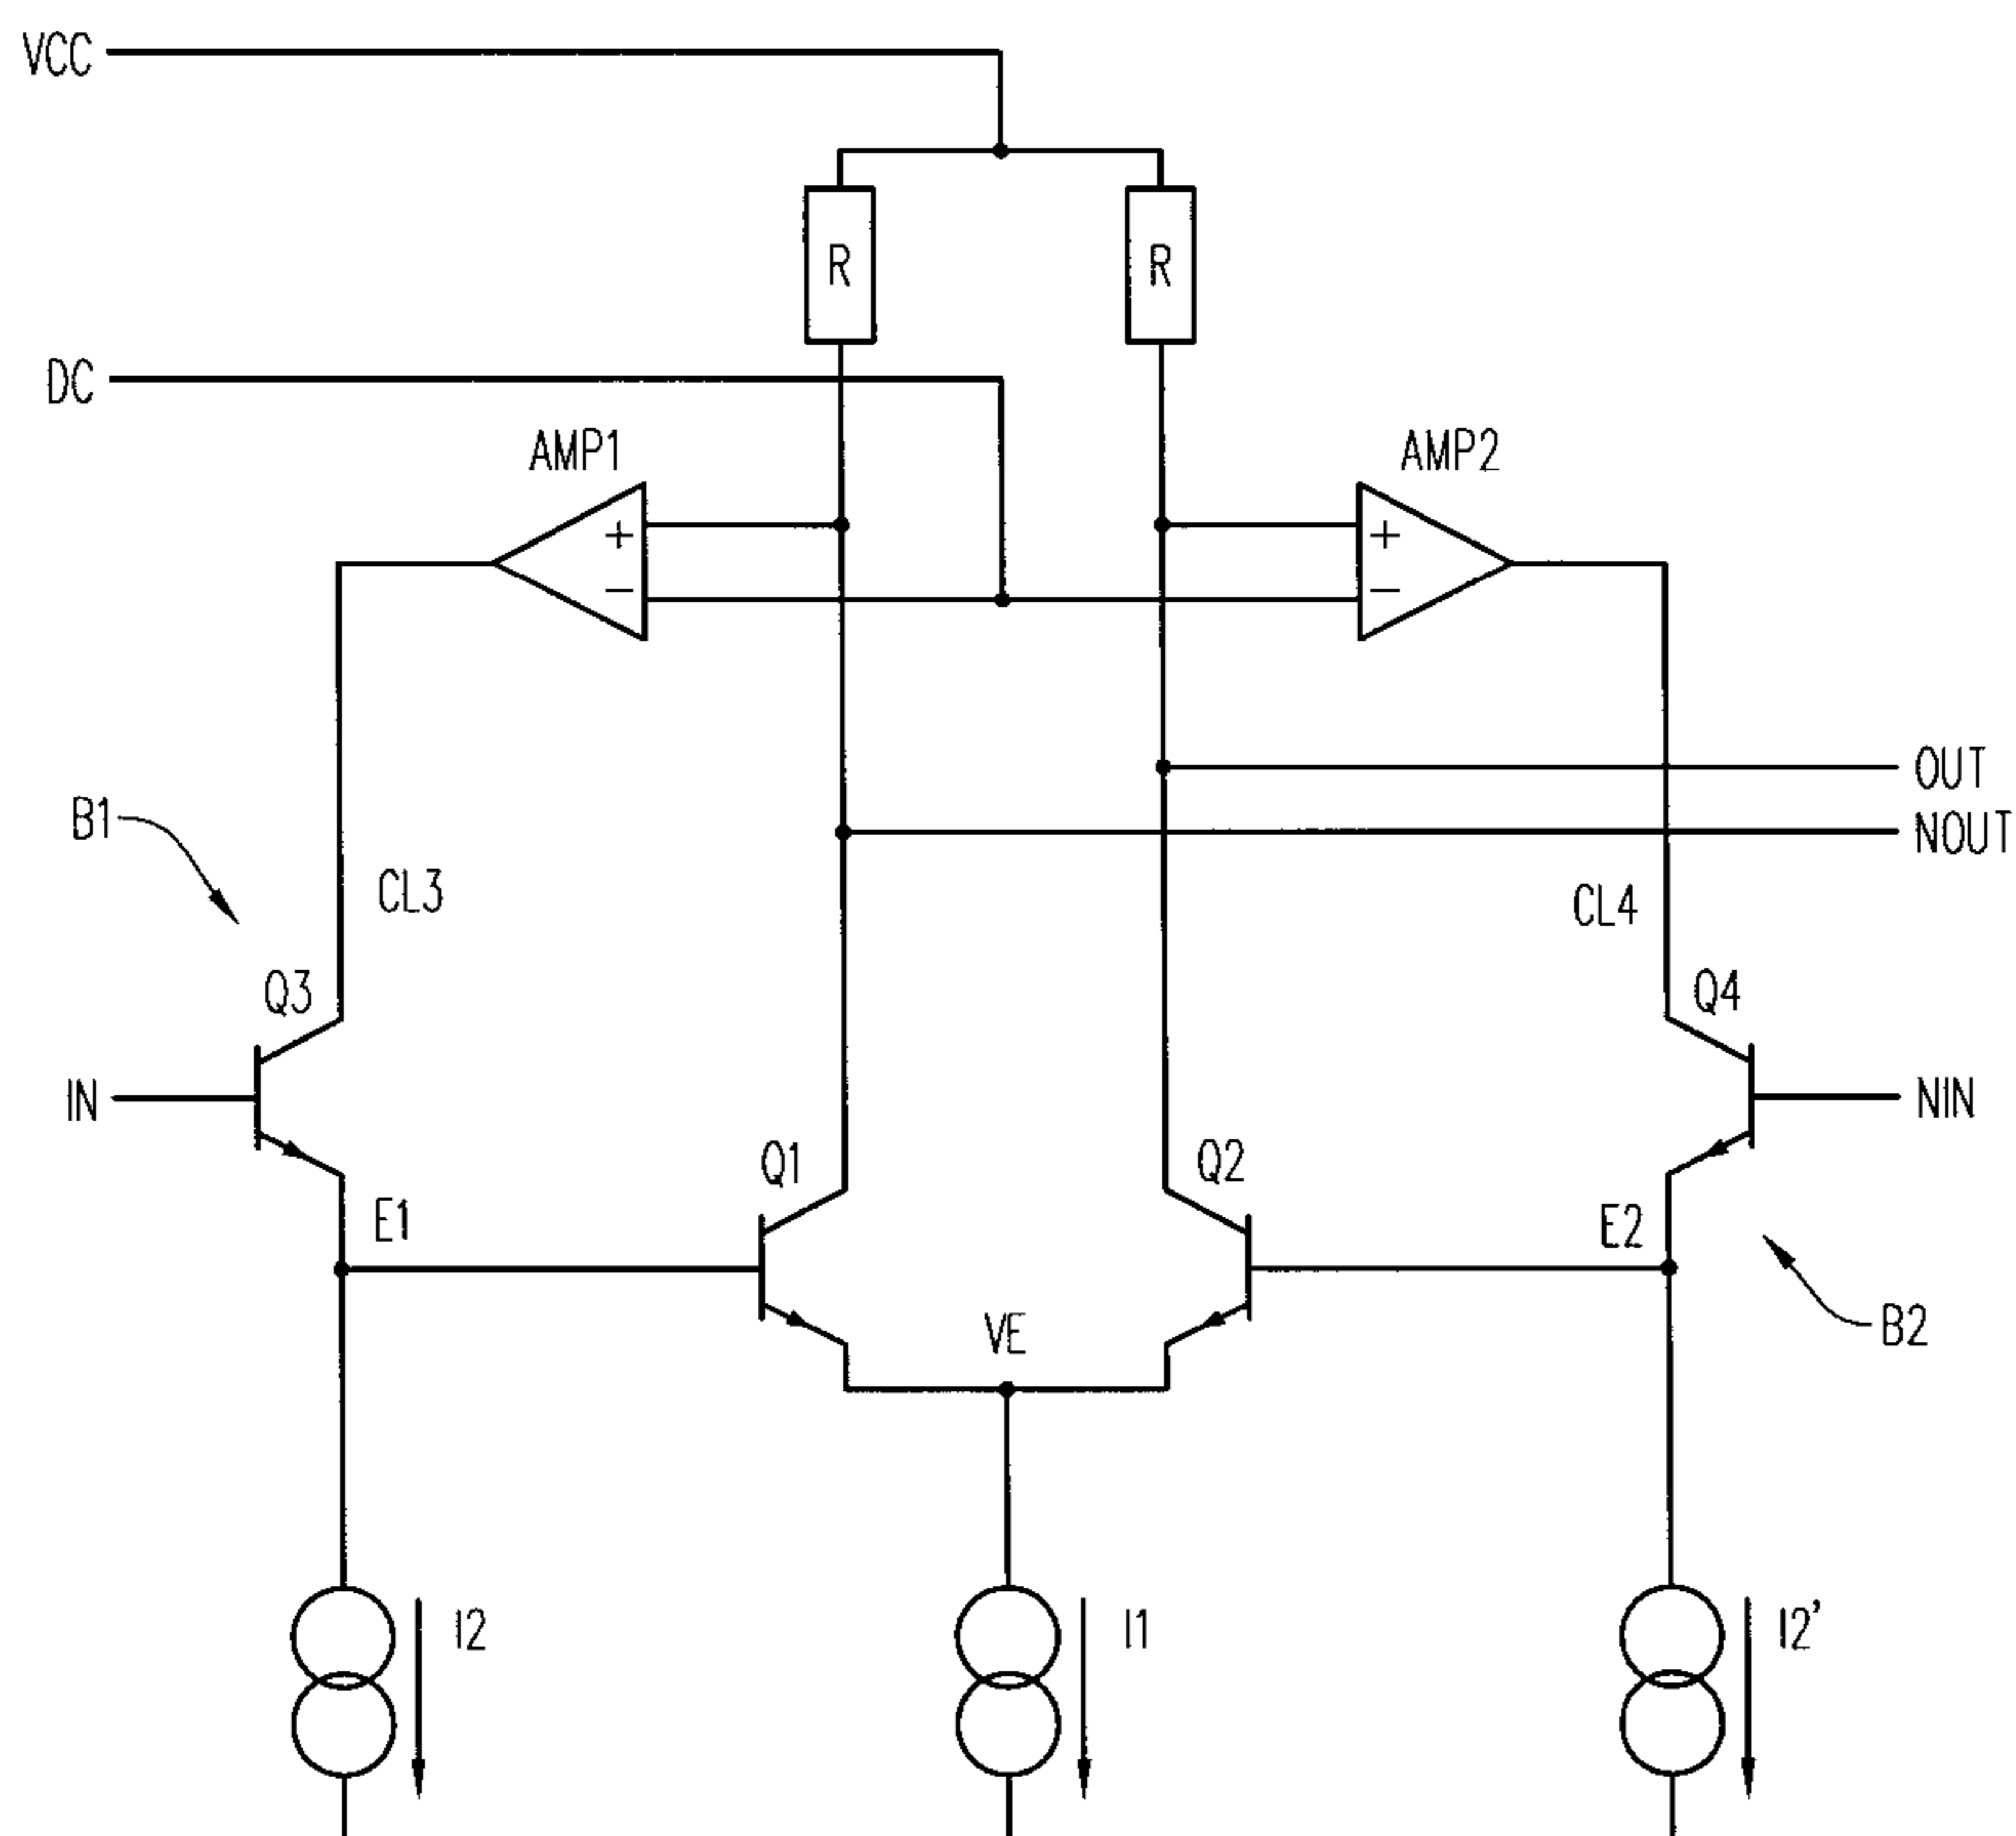 VCC
R
R
DC
AMP1
AMP2
+
+
−
−
OUT
B1
NOUT
CL3
CL4
Q3
Q4
IN
NIN
Q1
Q2
E1
E2
VE
B2
I2
I1
I2'